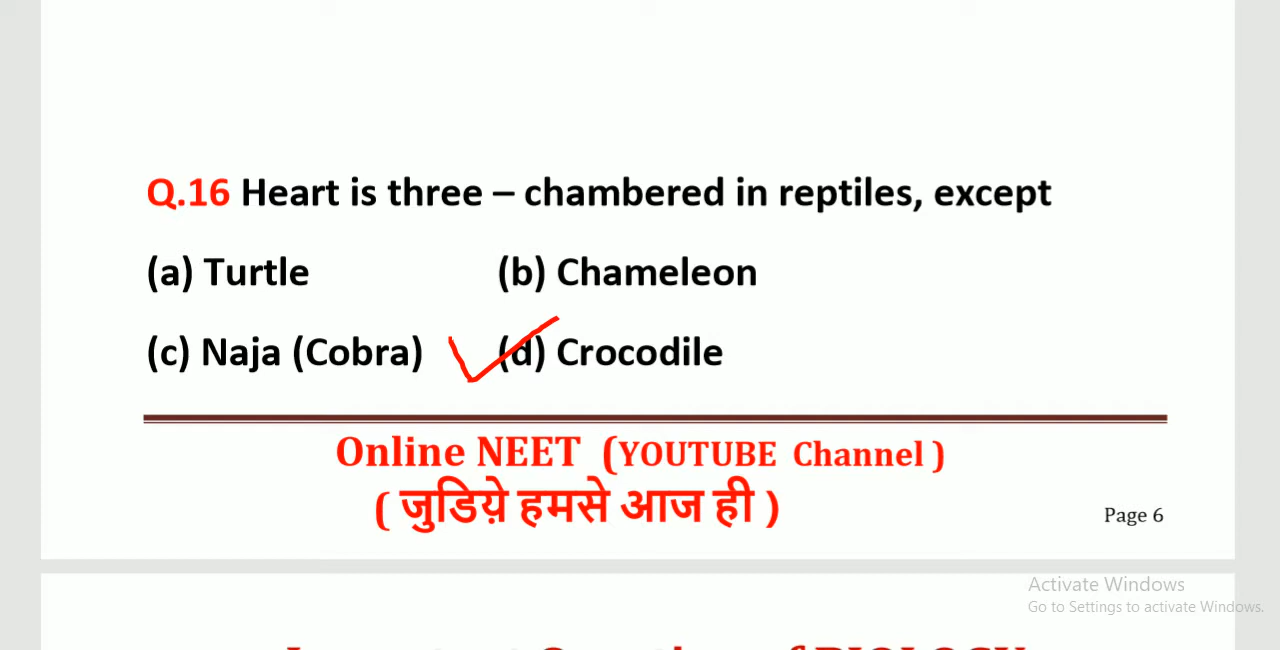 Q.16 Heart is three – chambered in reptiles, except
(a) Turtle (b) Chameleon
(c) Naja (Cobra) (d) Crocodile
Online NEET (YOUTUBE Channel )
( जुडिय़े हमसे आज ही )
Page 6
Activate Windows
Go to Settings to activate Windows.